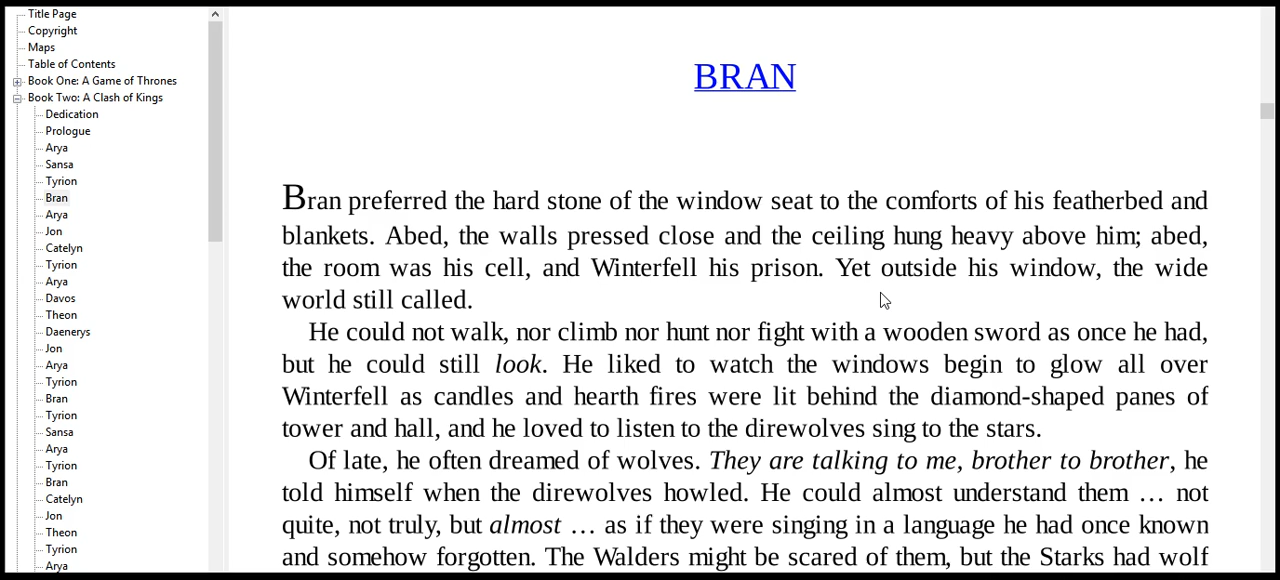 Title Page
Copyright
Maps
Table of Contents
Book One: A Game of Thrones
Book Two: A Clash of Kings
Dedication
Prologue
Arya
Sansa
Tyrion
Bran
Arya
Jon
Catelyn
Tyrion
Arya
Davos
Theon
Daenerys
Jon
Arya
Tyrion
Bran
Tyrion
Sansa
Arya
Tyrion
Bran
Catelyn
Jon
Theon
Tyrion
Arya
BRAN
Bran preferred the hard stone of the window seat to the comforts of his featherbed and
blankets. Abed, the walls pressed close and the ceiling hung heavy above him; abed,
the room was his cell, and Winterfell his prison. Yet outside his window, the wide
world still called.
He could not walk, nor climb nor hunt nor fight with a wooden sword as once he had,
but he could still look. He liked to watch the windows begin to glow all over
Winterfell as candles and hearth fires were lit behind the diamond-shaped panes of
tower and hall, and he loved to listen to the direwolves sing to the stars.
Of late, he often dreamed of wolves. They are talking to me, brother to brother, he
told himself when the direwolves howled. He could almost understand them … not
quite, not truly, but almost … as if they were singing in a language he had once known
and somehow forgotten. The Walders might be scared of them, but the Starks had wolf